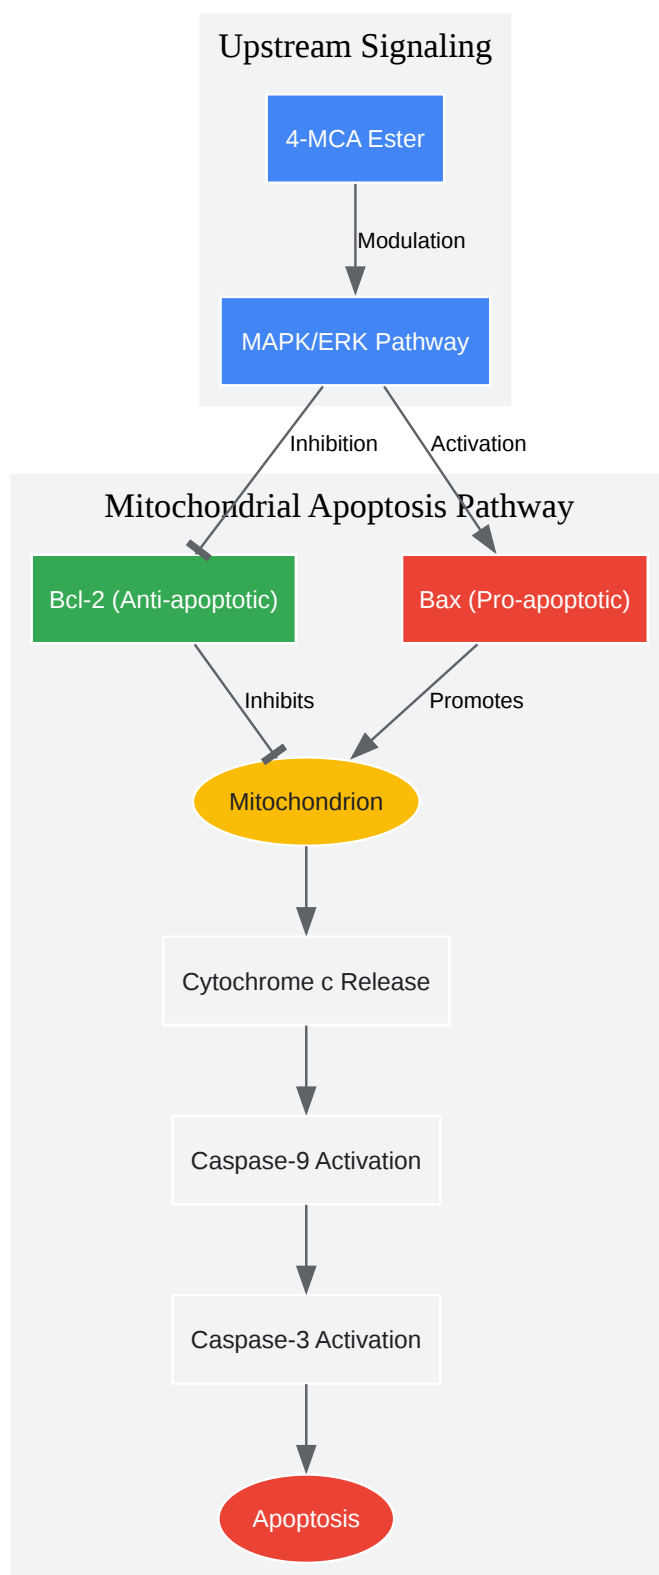 Upstream Signaling
4-MCA Ester
Modulation
MAPK/ERK Pathway
Inhibition
Activation
Mitochondrial Apoptosis Pathway
Bcl-2 (Anti-apoptotic)
Bax (Pro-apoptotic)
Inhibits
Promotes
Mitochondrion
Cytochrome c Release
Caspase-9 Activation
Caspase-3 Activation
Apoptosis